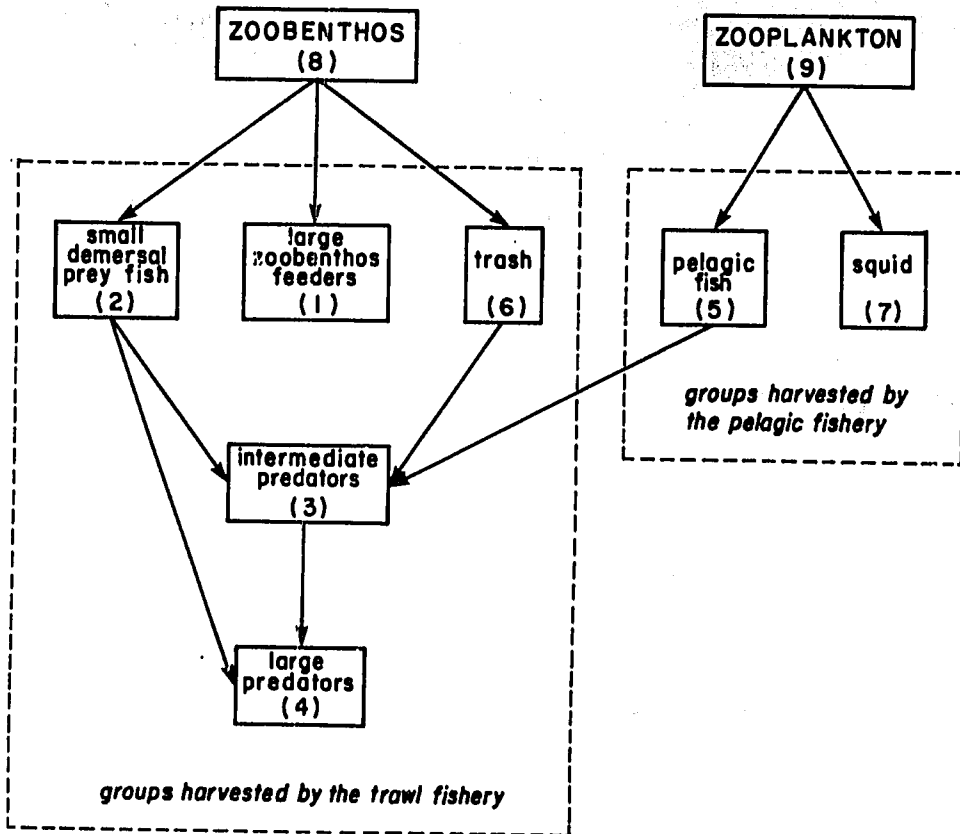 ZOOBENTHOS
(8)
ZOOPLANKTON
(9)
small
demersal
prey fish
(2)
large
zoobenthos
feeders
(1)
trash
(6)
pelagic
fish
(5)
squid
(7)
groups harvested by
the pelagic fishery
intermediate
predators
(3)
large
predators
(4)
groups harvested by the trawl fishery